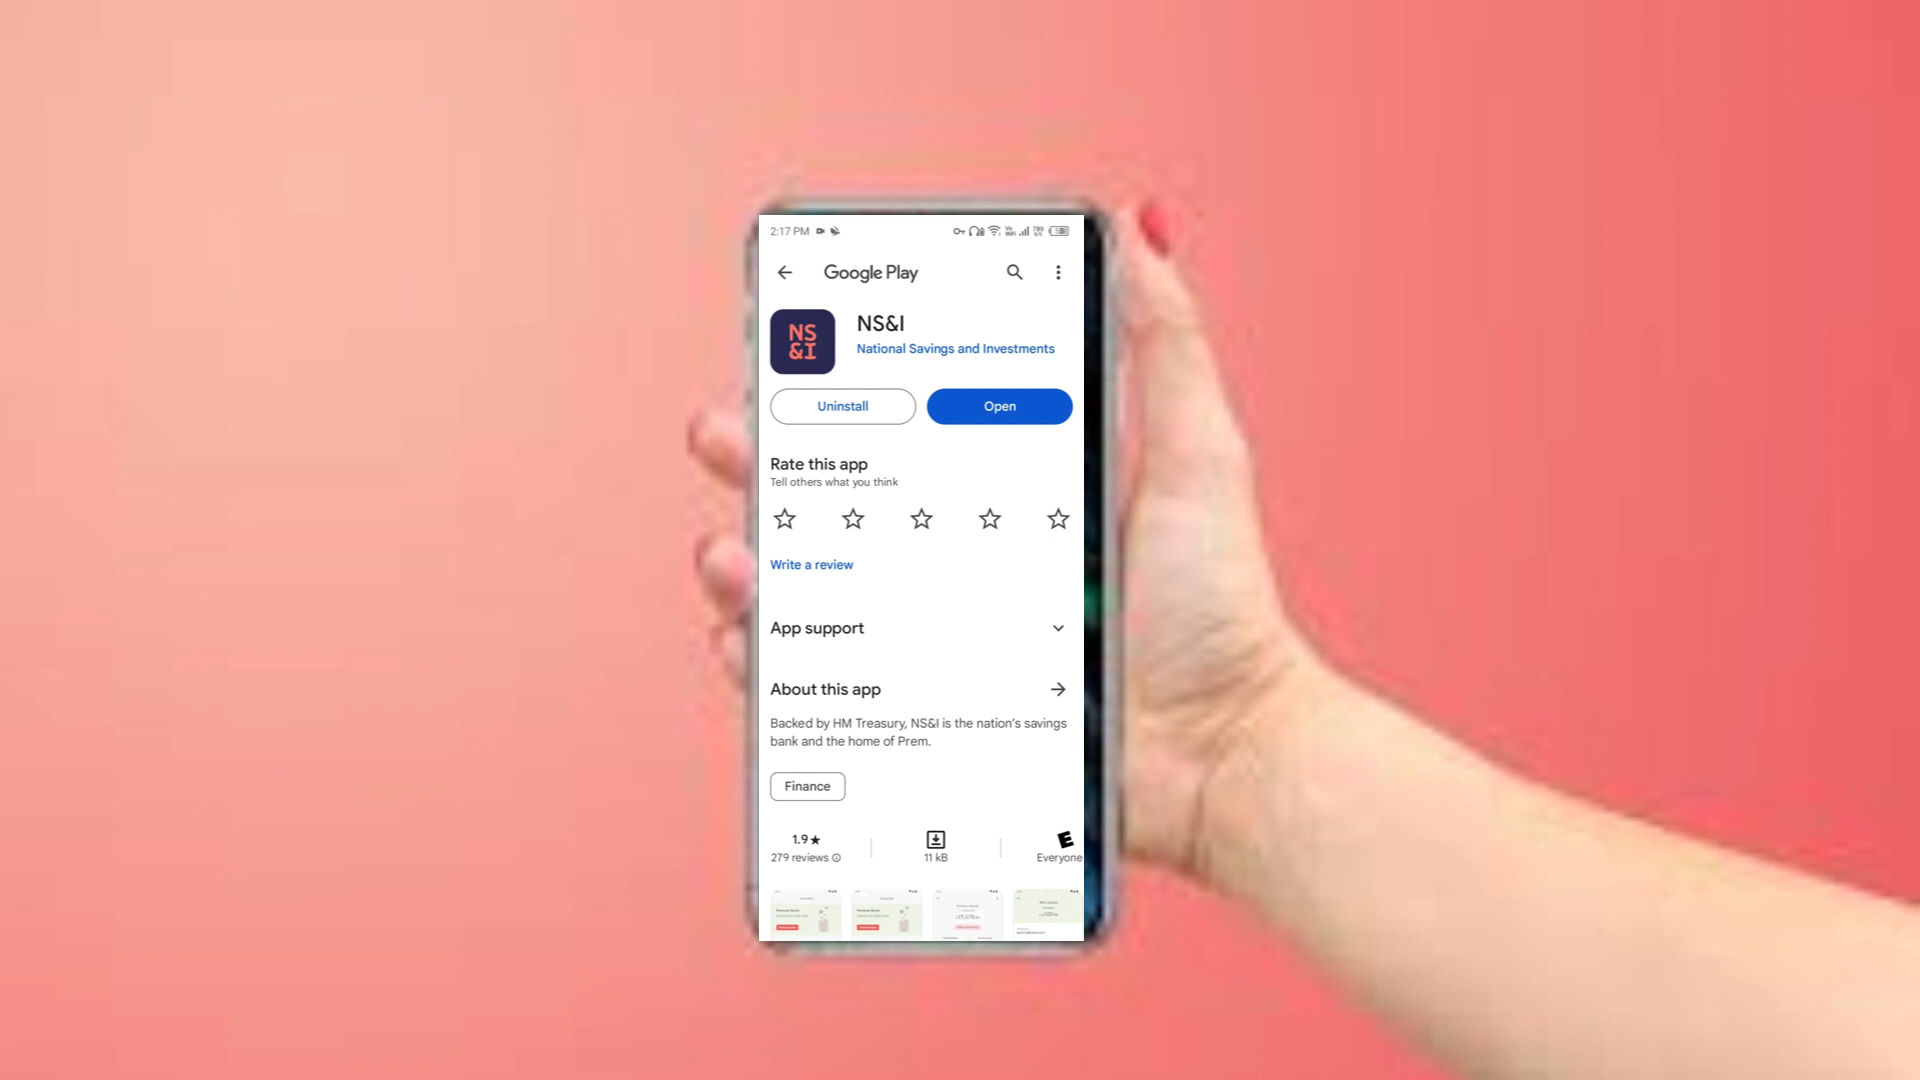 2:17 PM
Google Play
NS
&I
NS&I
National Savings and Investments
Uninstall
Open
Rate this app
Tell others what you think
Write a review
App support
About this app
Backed by HM Treasury, NS&I is the nation's savings
bank and the home of Prem.
Finance
1.9★
279 reviews
11 kB
E
Everyone